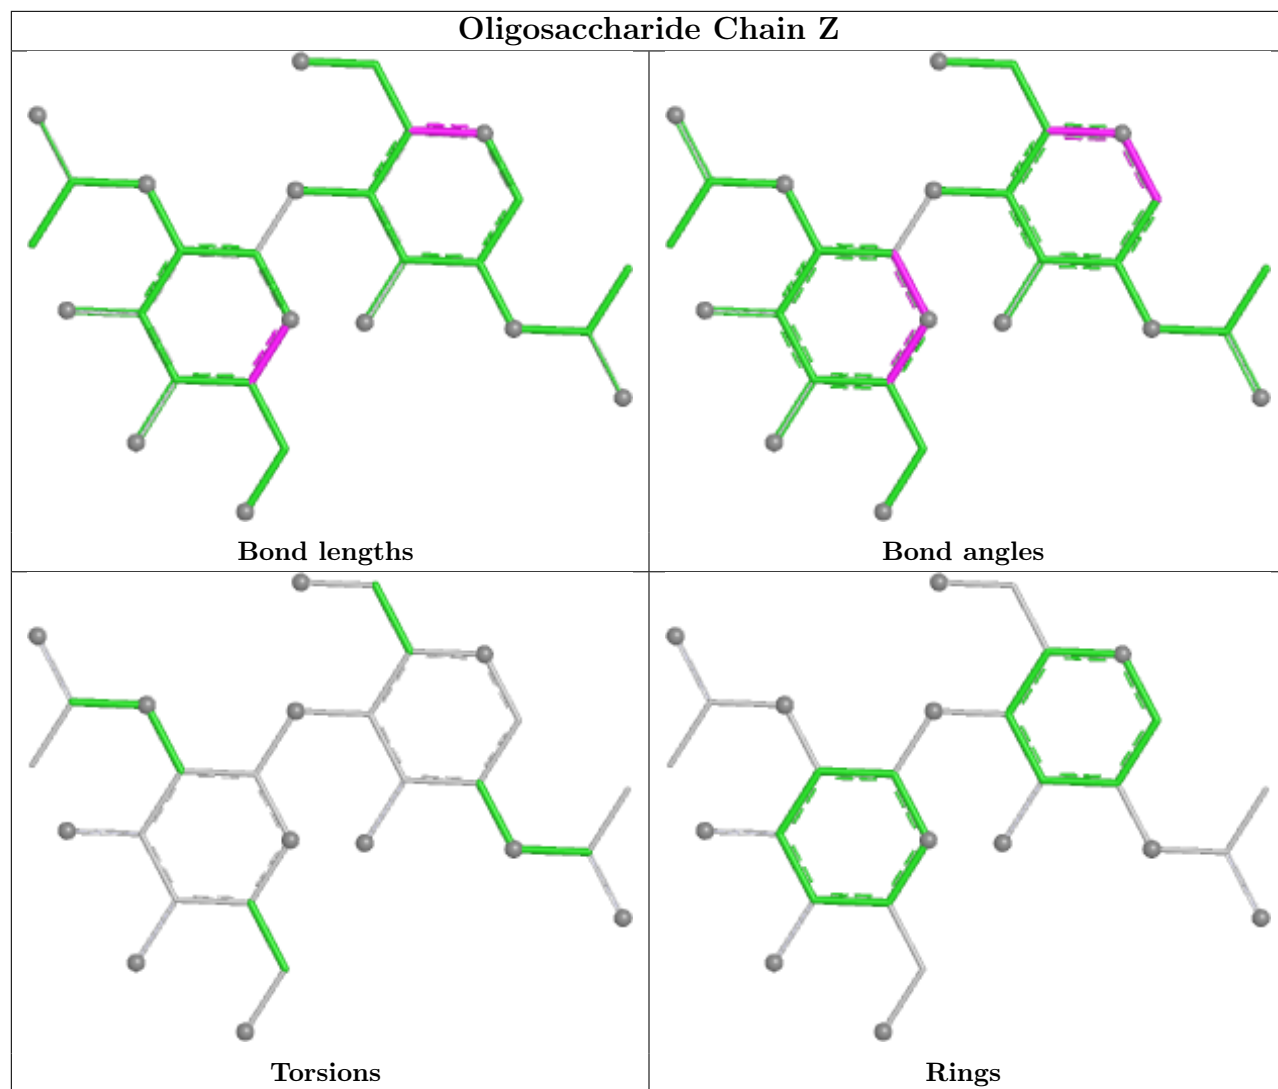 Oligosaccharide Chain Z
Bond lengths
Bond angles
Torsions
Rings